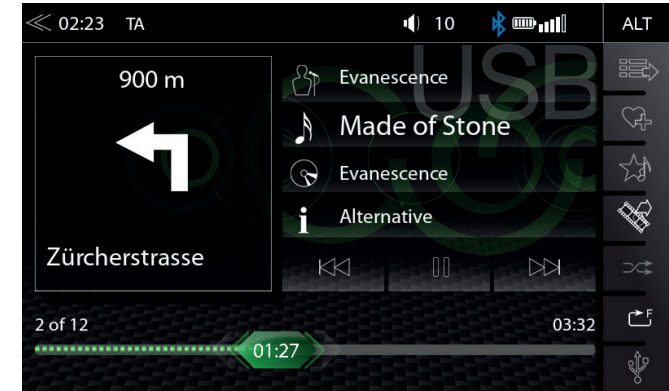 02:23 TA 10 ALT
USB
900 m
Zürcherstrasse
Evanescence
Made of Stone
Evanescence
i Alternative
F
2 of 12
03:32
01:27